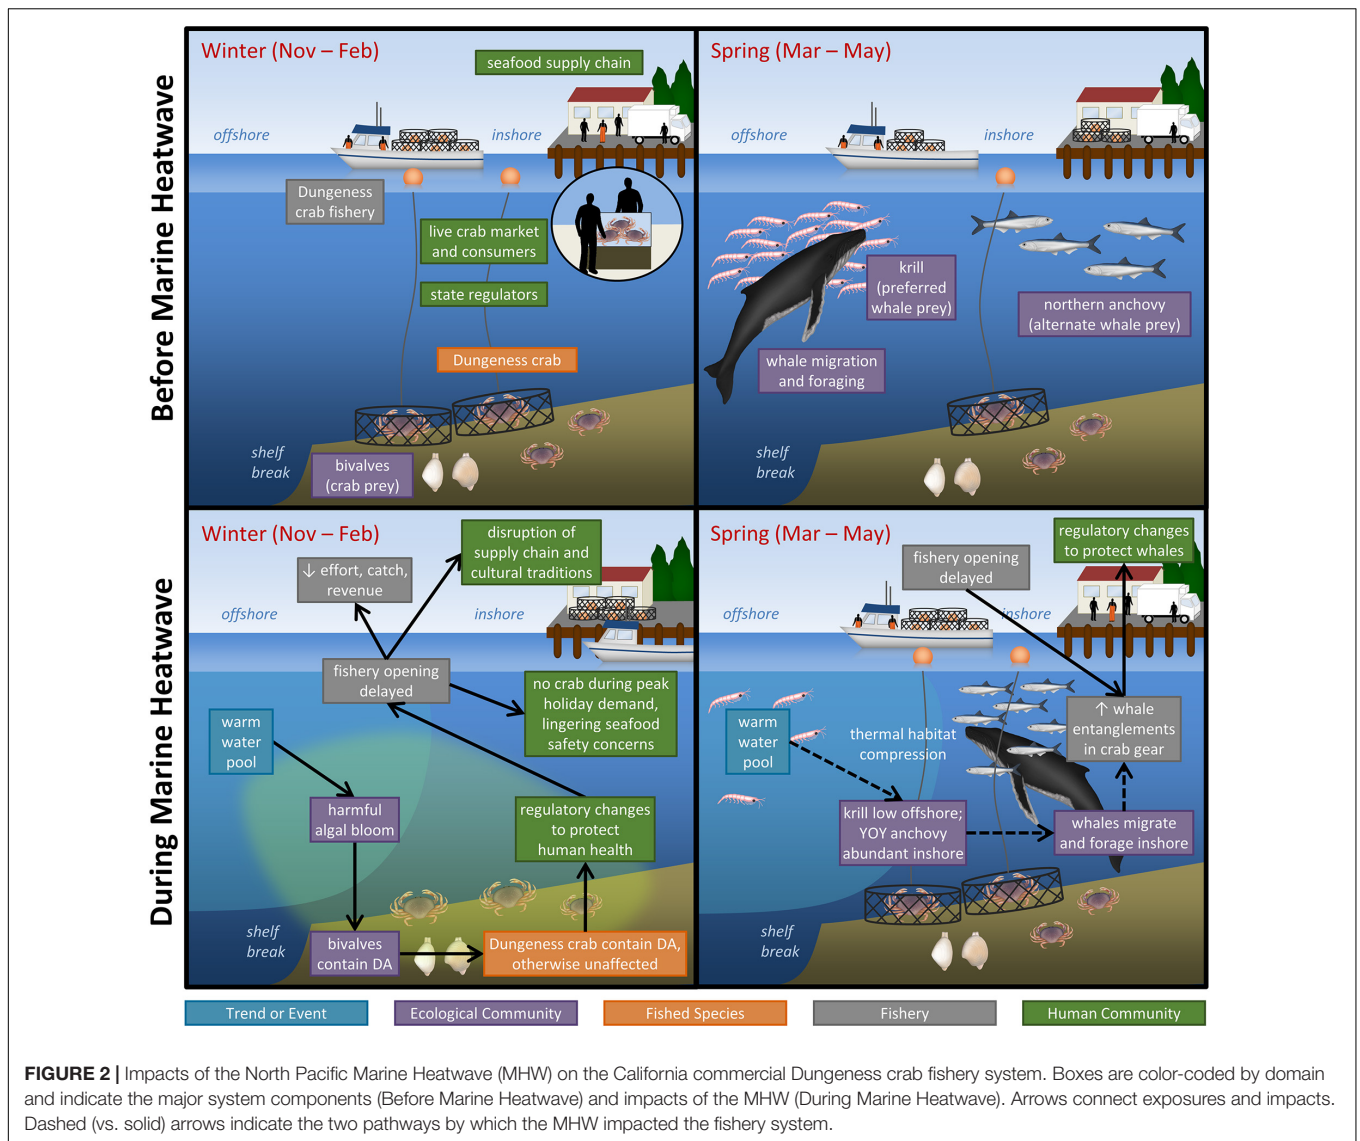 Before Marine Heatwave
Winter (Nov – Feb)
seafood supply chain
offshore
inshore
Dungeness
crab fishery
live crab market
and consumers
state regulators
Dungeness crab
shelf
break
bivalves
(crab prey)
Spring (Mar – May)
offshore
inshore
krill
(preferred
whale prey)
northern anchovy
(alternate whale prey)
whale migration
and foraging
shelf
break
During Marine Heatwave
Winter (Nov – Feb)
disruption of
supply chain and
cultural traditions
↓ effort, catch,
revenue
offshore
inshore
fishery opening
delayed
no crab during peak
holiday demand,
lingering seafood
safety concerns
warm
water
pool
harmful
algal bloom
regulatory changes
to protect
human health
shelf
break
bivalves
contain DA
Dungeness crab contain DA,
otherwise unaffected
Spring (Mar – May)
regulatory changes
to protect whales
fishery opening
delayed
offshore
inshore
warm
water
pool
thermal habitat
compression
↑ whale
entanglements
in crab gear
krill low offshore;
YOY anchovy
abundant inshore
whales migrate
and forage inshore
shelf
break
Trend or Event
Ecological Community
Fished Species
Fishery
Human Community
FIGURE 2 | Impacts of the North Pacific Marine Heatwave (MHW) on the California commercial Dungeness crab fishery system. Boxes are color-coded by domain
and indicate the major system components (Before Marine Heatwave) and impacts of the MHW (During Marine Heatwave). Arrows connect exposures and impacts.
Dashed (vs. solid) arrows indicate the two pathways by which the MHW impacted the fishery system.